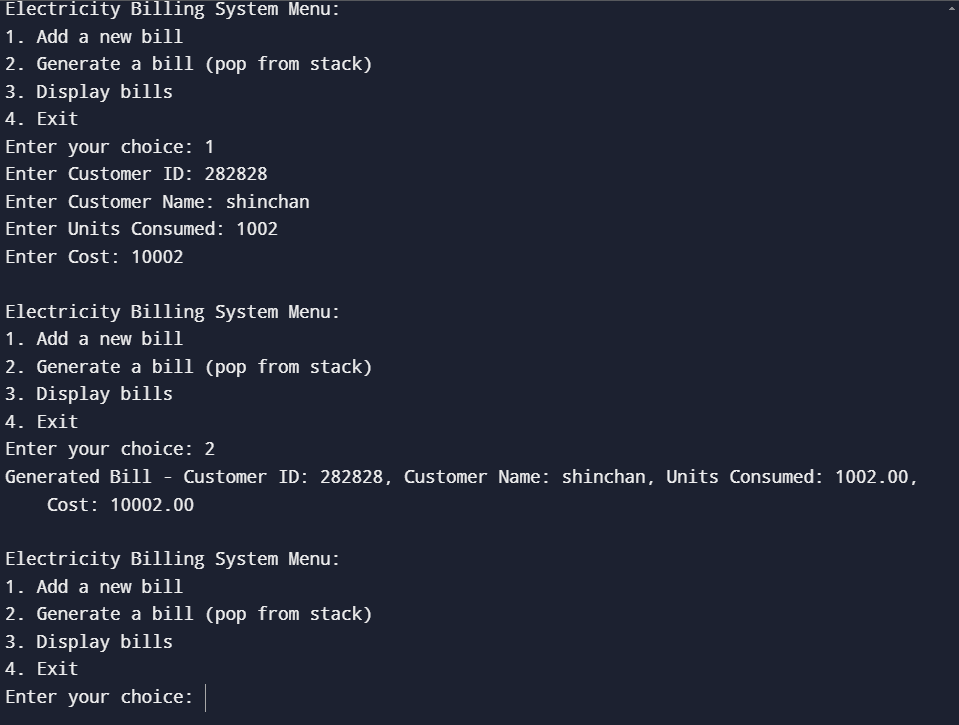 Electricity Billing System Menu:
1. Add a new bill
2. Generate a bill (pop from stack)
3. Display bills
4. Exit
Enter your choice: 1
Enter Customer ID: 282828
Enter Customer Name: shinchan
Enter Units Consumed: 1002
Enter Cost: 10002
Electricity Billing System Menu:
1. Add a new bill
2. Generate a bill (pop from stack)
3. Display bills
4. Exit
Enter your choice: 2
Generated Bill - Customer ID: 282828, Customer Name: shinchan, Units Consumed: 1002.00,
Cost: 10002.00
Electricity Billing System Menu:
1. Add a new bill
2. Generate a bill (pop from stack)
3. Display bills
4. Exit
Enter your choice: